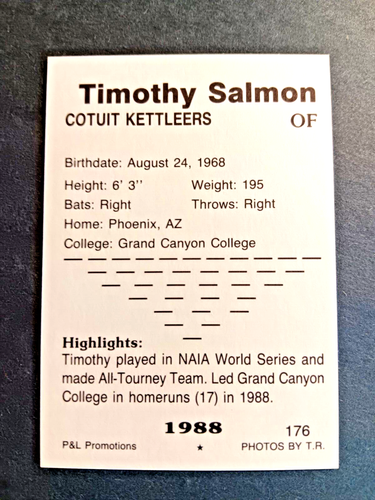 Timothy Salmon
COTUIT KETTLEERS OF
Birthdate: August 24, 1968
Height: 6' 3'' Weight: 195
Bats: Right Throws: Right
Home: Phoenix, AZ
College: Grand Canyon College
Highlights:
Timothy played in NAIA World Series and
made All-Tourney Team. Led Grand Canyon
College in homeruns (17) in 1988.
1988 176
P&L Promotions ★ PHOTOS BY T.R.